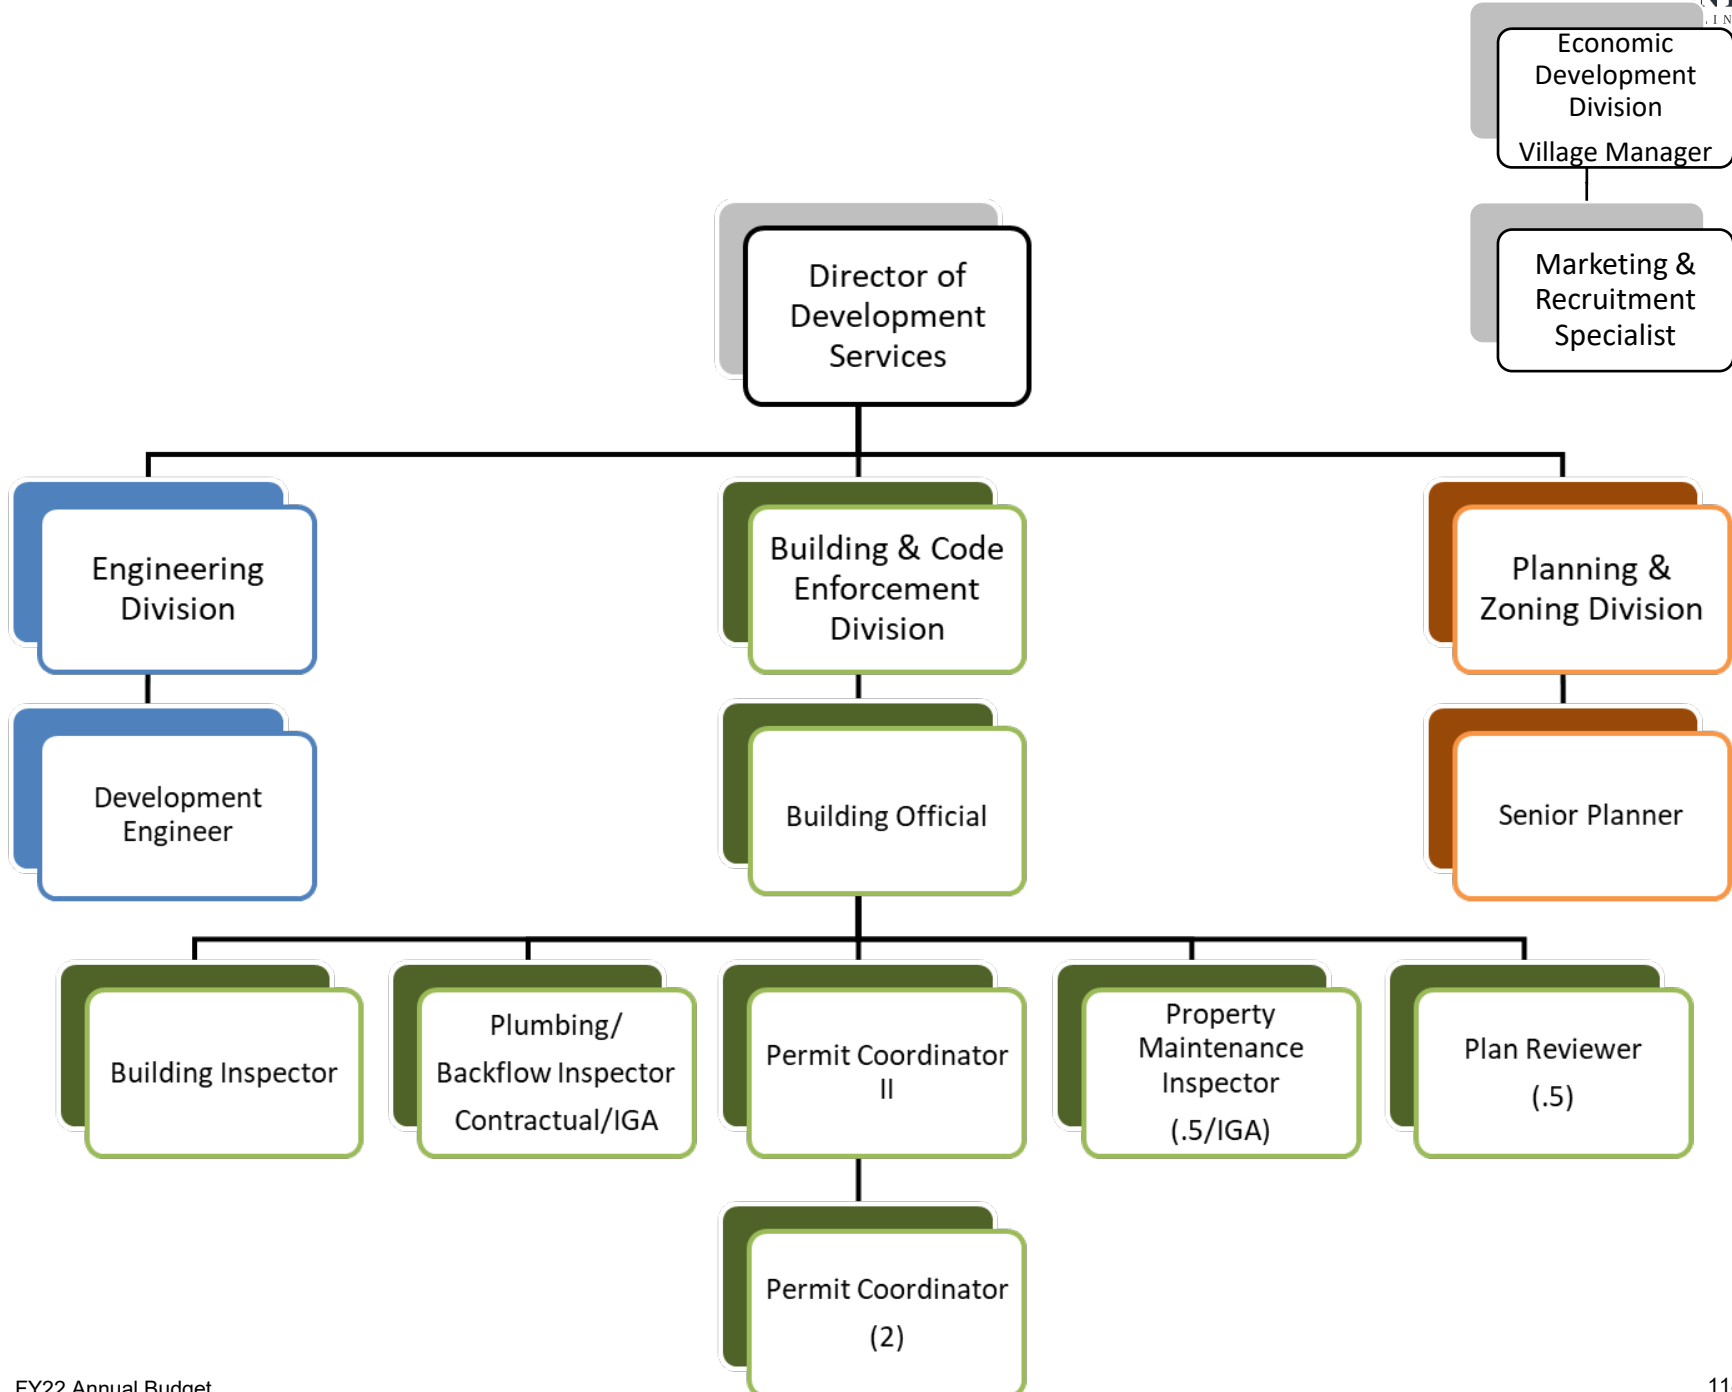 Economic
Development
Division
Village Manager
Marketing &
Recruitment
Specialist
Director of
Development
Services
Engineering
Division
Building & Code
Enforcement
Division
Planning &
Zoning Division
Development
Engineer
Building Official
Senior Planner
Building Inspector
Plumbing/
Backflow Inspector
Contractual/IGA
Permit Coordinator
II
Property
Maintenance
Inspector
(.5/IGA)
Plan Reviewer
(.5)
Permit Coordinator
(2)
FY22 Annual Budget